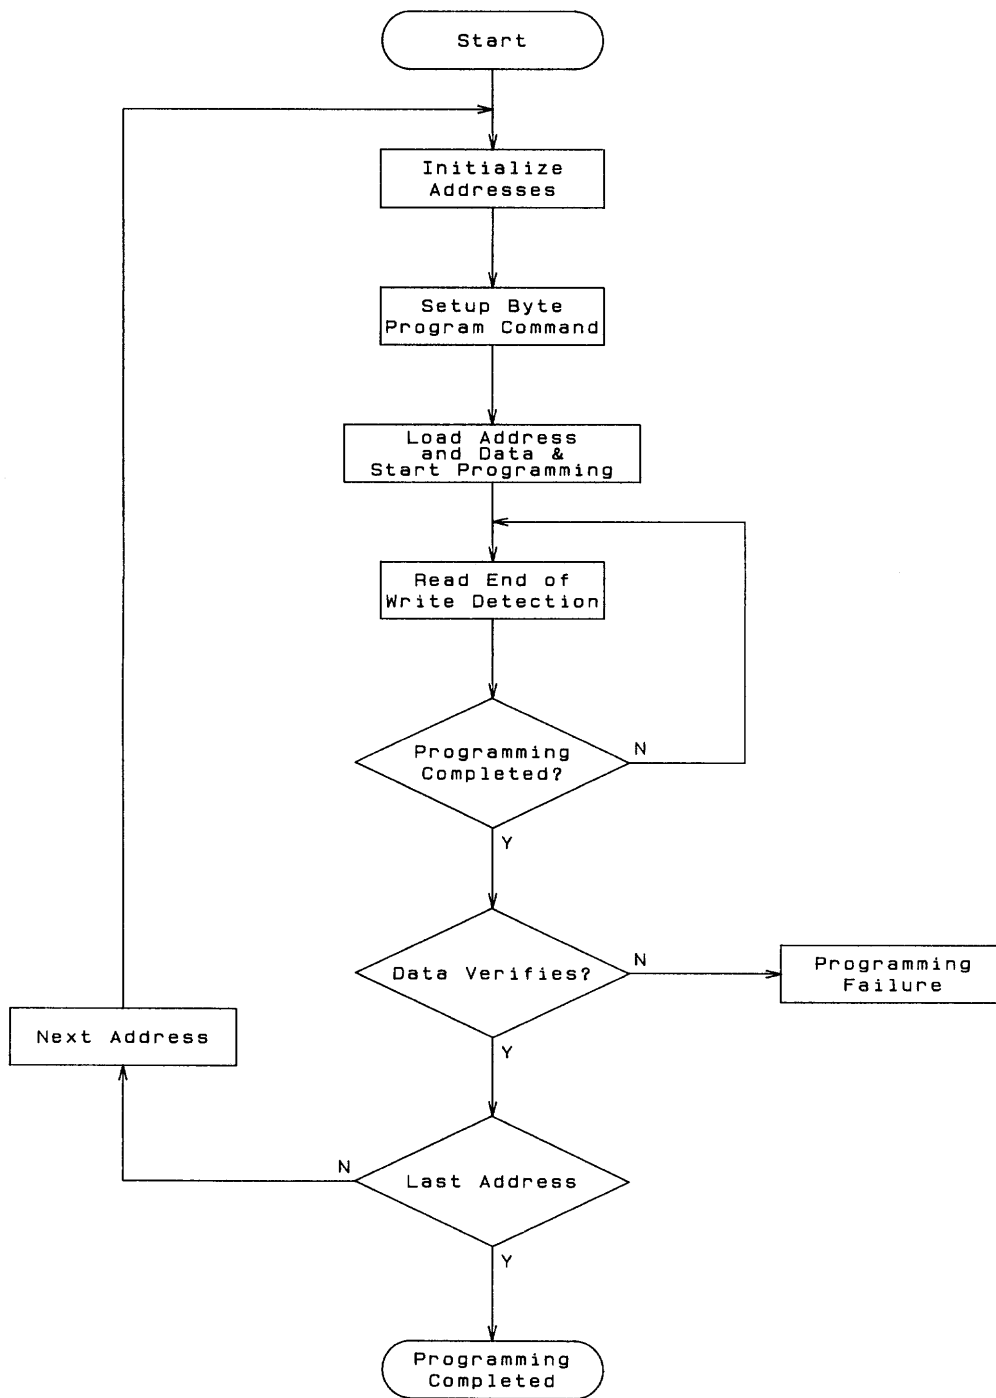 Start
Initialize
Addresses
Setup Byte
Program Command
Load Address
and Data &
Start Programming
Read End of
Write Detection
Programming
Completed?
N
Y
Data Verifies?
N
Programming
Failure
Y
Next Address
N
Last Address
Y
Programming
Completed